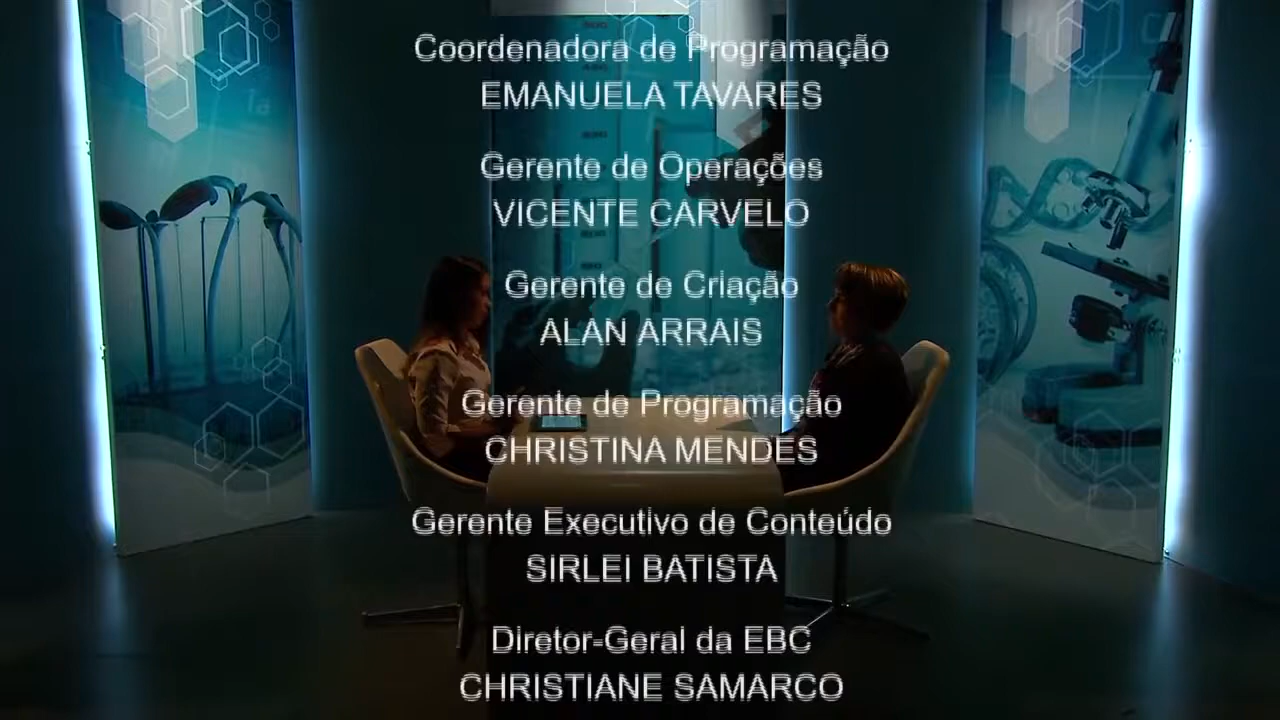 Coordenadora de Programação
EMANUELA TAVARES
Gerente de Operações
VICENTE CARVELO
Gerente de Criação
ALAN ARRAIS
Gerente de Programação
CHRISTINA MENDES
Gerente Executivo de Conteúdo
SIRLEI BATISTA
Diretor-Geral da EBC
CHRISTIANE SAMARCO